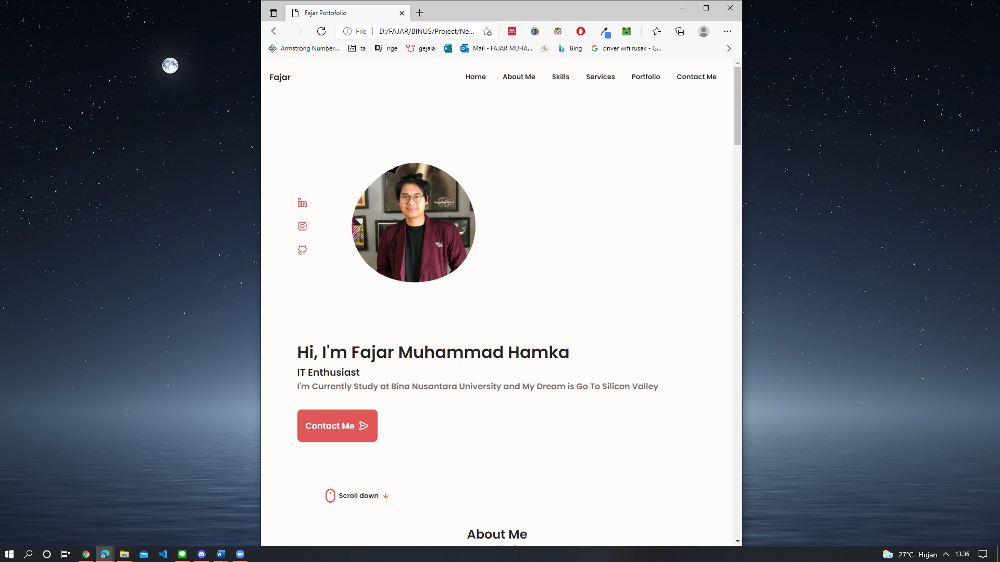 Fajar Portofolio
File
D:/FAJAR/BINUS/Project/Ne...
Armstrong Number...
ta
Dj nge
gejala
Mail - FAJAR MUHA...
Bing
driver wifi rusak - G...
Fajar
Home
About Me
Skills
Services
Portfolio
Contact Me
Hi, I'm Fajar Muhammad Hamka
IT Enthusiast
I'm Currently Study at Bina Nusantara University and My Dream is Go To Silicon Valley
Contact Me
Scroll down
About Me
27°C Hujan
13.36